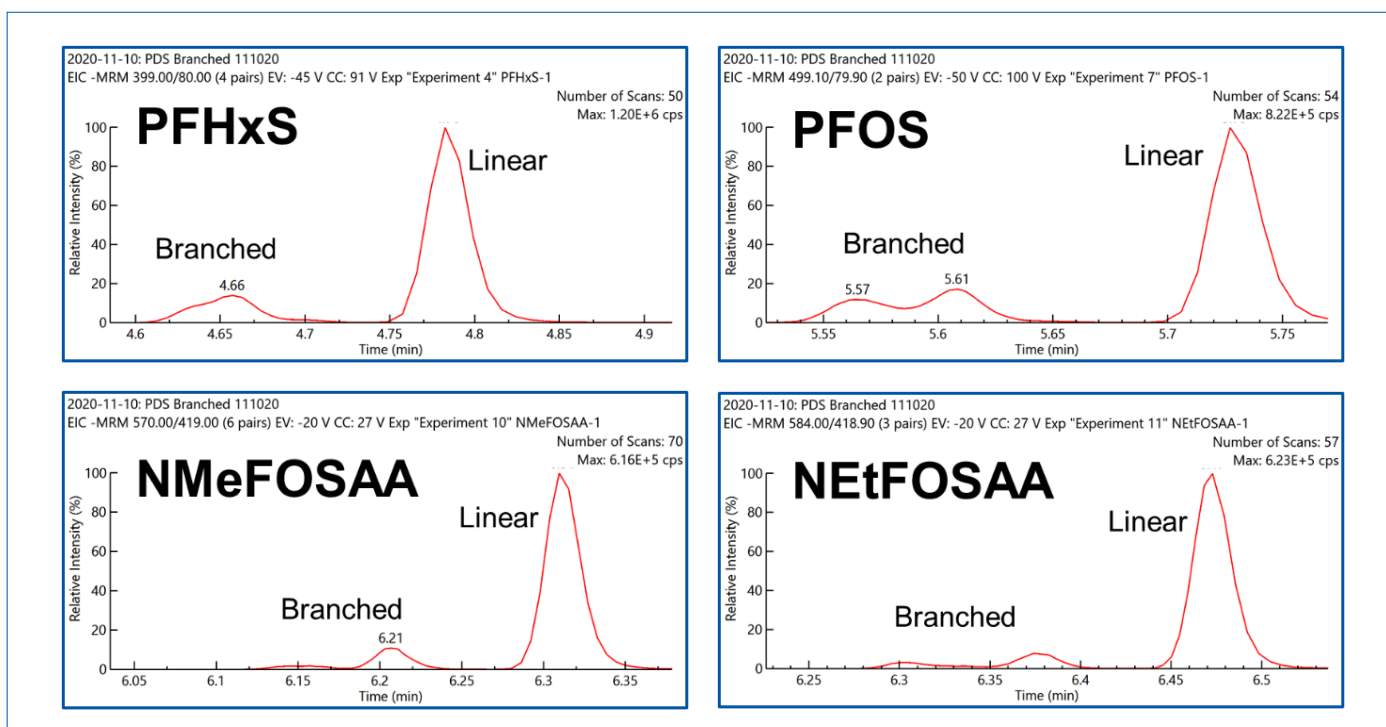 2020-11-10: PDS Branched 111020
EIC -MRM 399.00/80.00 (4 pairs) EV: -45 V CC: 91 V Exp "Experiment 4" PFHxS-1
Number of Scans: 50
Max: 1.20E+6 cps
PFHxS
Linear
Branched
4.66
Relative Intensity (%)
100
80
60
40
20
0
4.6 4.65 4.7 4.75 4.8 4.85 4.9
Time (min)
2020-11-10: PDS Branched 111020
EIC -MRM 499.10/79.90 (2 pairs) EV: -50 V CC: 100 V Exp "Experiment 7" PFOS-1
Number of Scans: 54
Max: 8.22E+5 cps
PFOS
Linear
Branched
5.57 5.61
Relative Intensity (%)
100
80
60
40
20
0
5.55 5.6 5.65 5.7 5.75
Time (min)
2020-11-10: PDS Branched 111020
EIC -MRM 570.00/419.00 (6 pairs) EV: -20 V CC: 27 V Exp "Experiment 10" NMeFOSAA-1
Number of Scans: 70
Max: 6.16E+5 cps
NMeFOSAA
Linear
Branched
6.21
Relative Intensity (%)
100
80
60
40
20
0
6.05 6.1 6.15 6.2 6.25 6.3 6.35
Time (min)
2020-11-10: PDS Branched 111020
EIC -MRM 584.00/418.90 (3 pairs) EV: -20 V CC: 27 V Exp "Experiment 11" NEtFOSAA-1
Number of Scans: 57
Max: 6.23E+5 cps
NEtFOSAA
Linear
Branched
Relative Intensity (%)
100
80
60
40
20
0
6.25 6.3 6.35 6.4 6.45 6.5
Time (min)